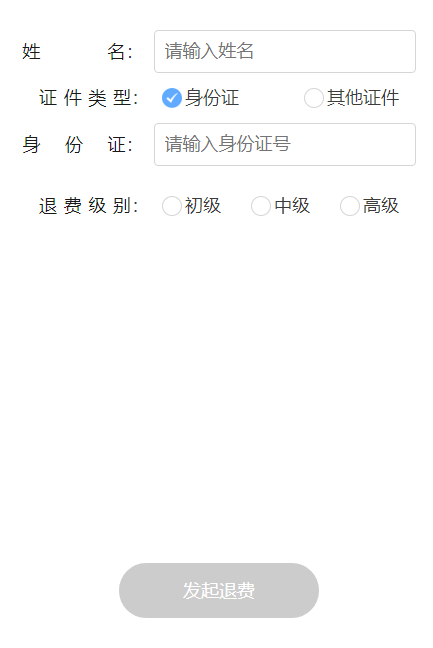 姓名： 请输入姓名
证件类型： 身份证 其他证件
身份证： 请输入身份证号
退费级别： 初级 中级 高级
发起退费